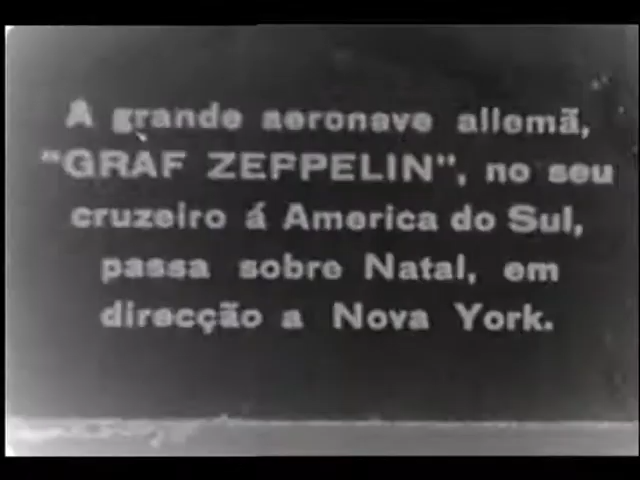 A grande aeronave allemã,
"GRAF ZEPPELIN", no seu
cruzeiro á America do Sul,
passa sobre Natal, em
direcção a Nova York.